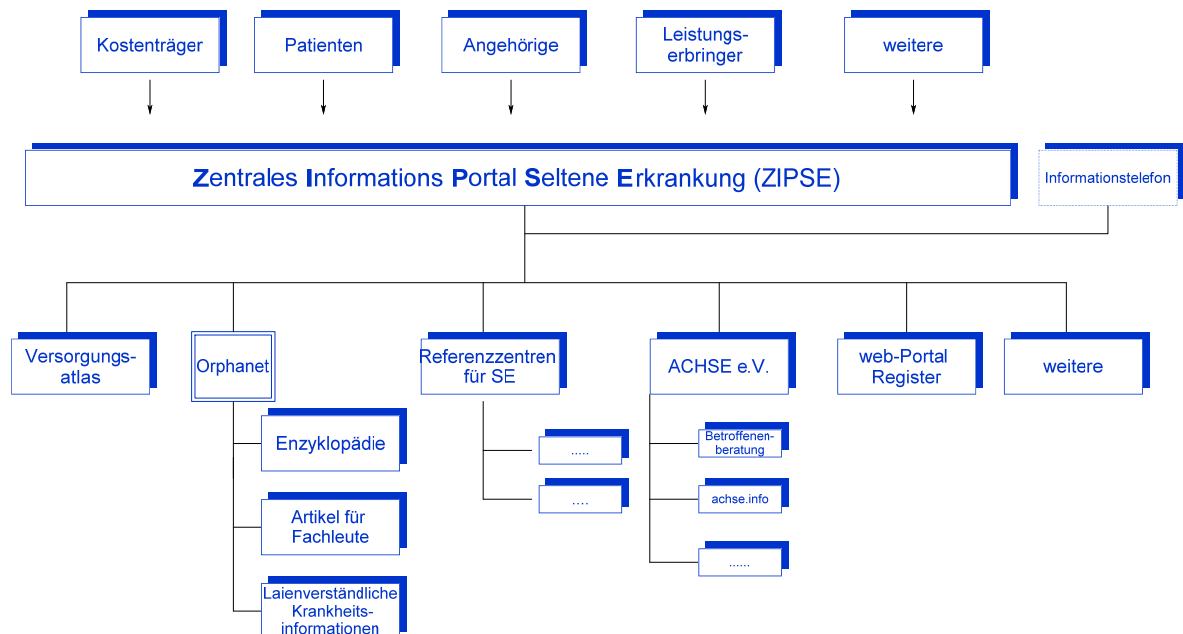 Kostenträger
Patienten
Angehörige
Leistungs-
erbringer
weitere
Zentrales Informations Portal Seltene Erkrankung (ZIPSE)
Informationstelefon
Versorgungs-
atlas
Orphanet
Referenzzentren
für SE
ACHSE e.V.
web-Portal
Register
weitere
Enzyklopädie
Artikel für
Fachleute
Laienverständliche
Krankheits-
informationen
.....
....
Betroffenen-
beratung
achse.info
......